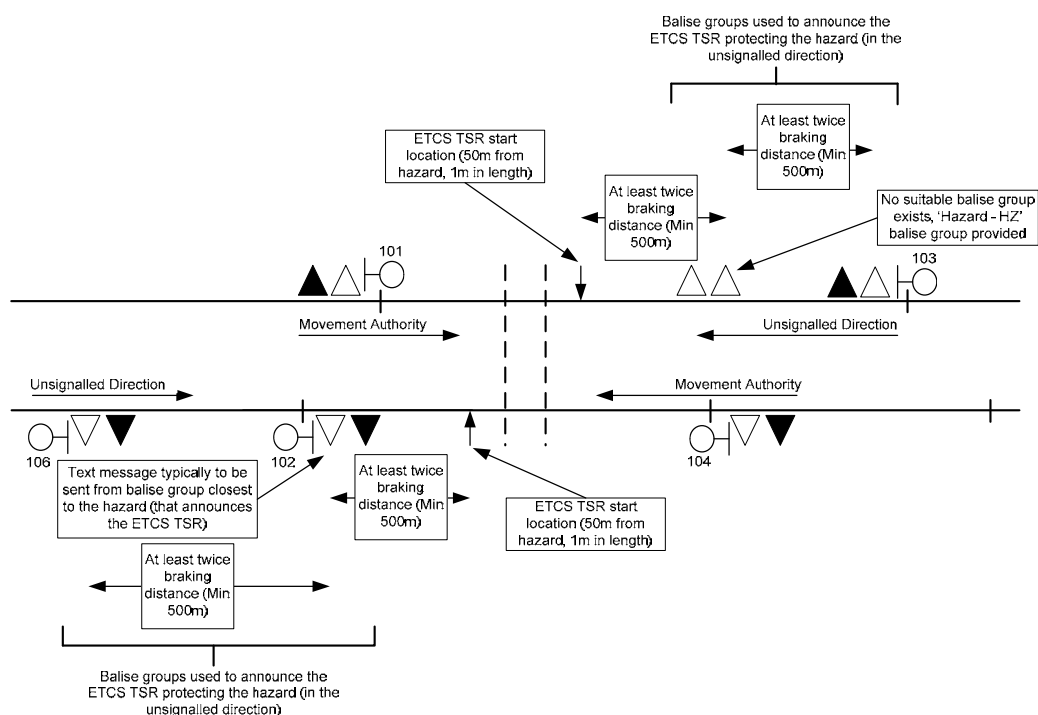 Balise groups used to announce the
ETCS TSR protecting the hazard (in the
unsignalled direction)
At least twice
braking
distance (Min
500m)
ETCS TSR start
location (50m from
hazard, 1m in length)
At least twice
braking
distance (Min
500m)
No suitable balise group
exists, ‘Hazard - HZ’
balise group provided
101
103
Movement Authority
Unsignalled Direction
Unsignalled Direction
Movement Authority
106
102
104
Text message typically to be
sent from balise group closest
to the hazard (that announces
the ETCS TSR)
At least twice
braking
distance (Min
500m)
ETCS TSR start
location (50m from
hazard, 1m in length)
At least twice
braking
distance (Min
500m)
Balise groups used to announce the
ETCS TSR protecting the hazard (in the
unsignalled direction)